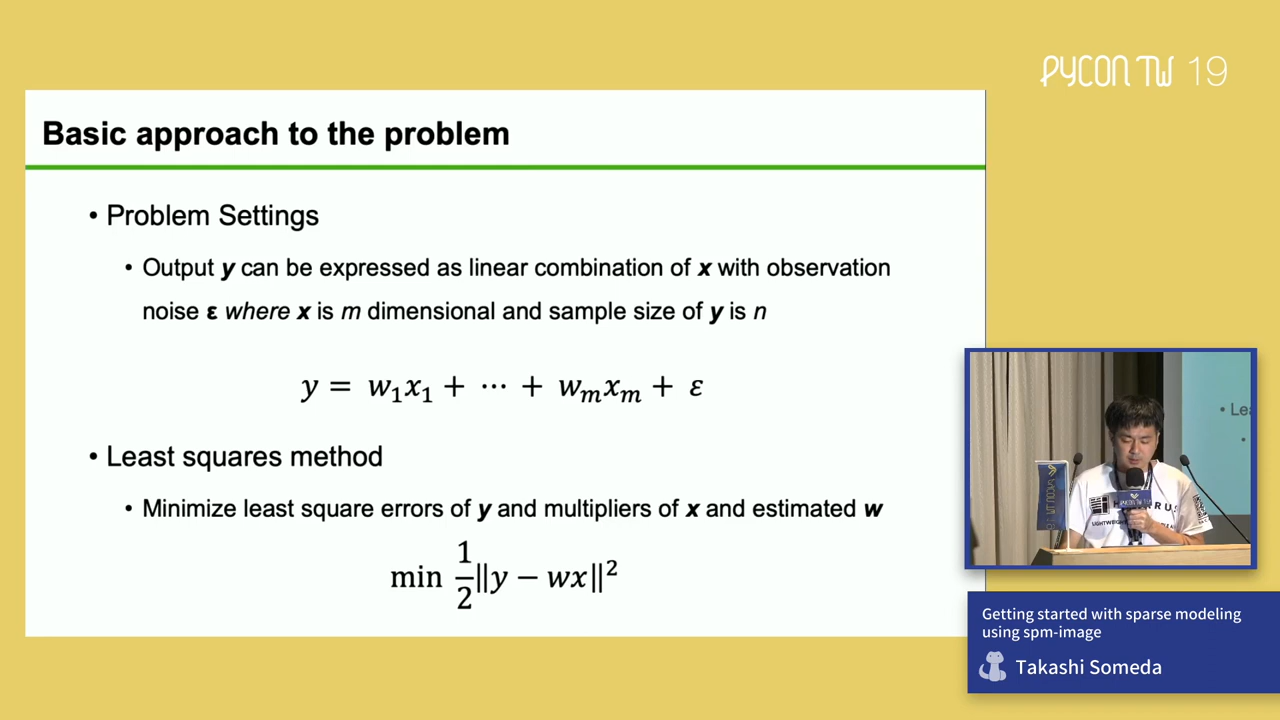 PYCON TW 19
Basic approach to the problem
• Problem Settings
• Output y can be expressed as linear combination of x with observation
noise ε where x is m dimensional and sample size of y is n
y = w₁x₁ + ⋯ + wₘxₘ + ε
• Least squares method
• Minimize least square errors of y and multipliers of x and estimated w
min 1/2 ||y − wx||²
• Lea
•
Getting started with sparse modeling
using spm-image
Takashi Someda